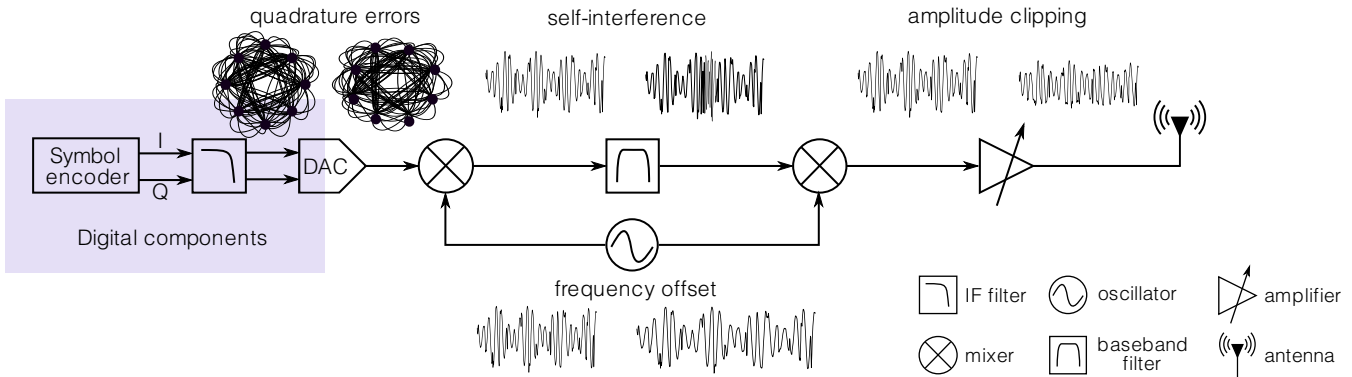 quadrature errors
self-interference
amplitude clipping
Symbol
encoder
I
Q
DAC
Digital components
frequency offset
IF filter
oscillator
amplifier
mixer
baseband
filter
antenna